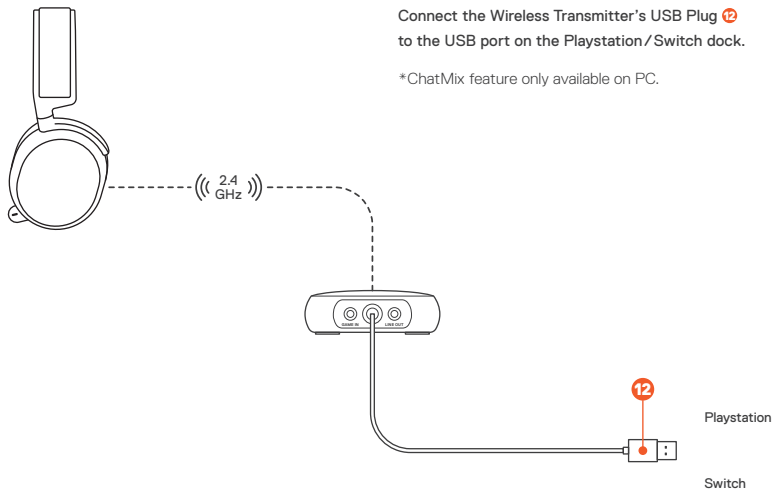 Connect the Wireless Transmitter’s USB Plug 12
to the USB port on the Playstation/Switch dock.
*ChatMix feature only available on PC.
2.4
GHz
GAME IN
LINE OUT
12
Playstation
Switch